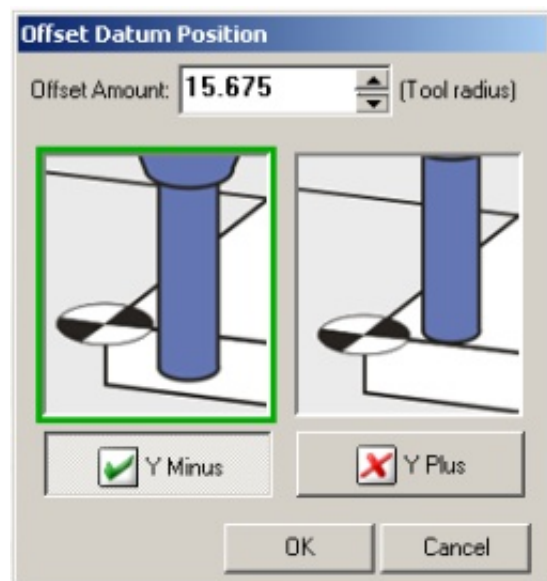 Offset Datum Position
Offset Amount: 15.675 (Tool radius)
Y Minus Y Plus
OK Cancel